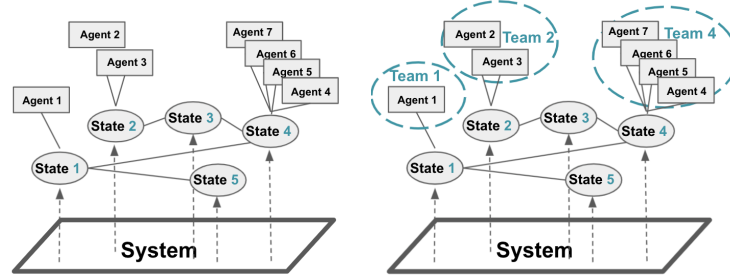 Agent 7
Agent 2
Agent 6
Agent 3
Agent 5
Agent 4
Agent 1
State 3
State 2
State 4
State 1
State 5
System
Agent 7
Agent 2
Team 2
Team 4
Agent 6
Agent 3
Agent 5
Team 1
Agent 4
Agent 1
State 3
State 2
State 4
State 1
State 5
System